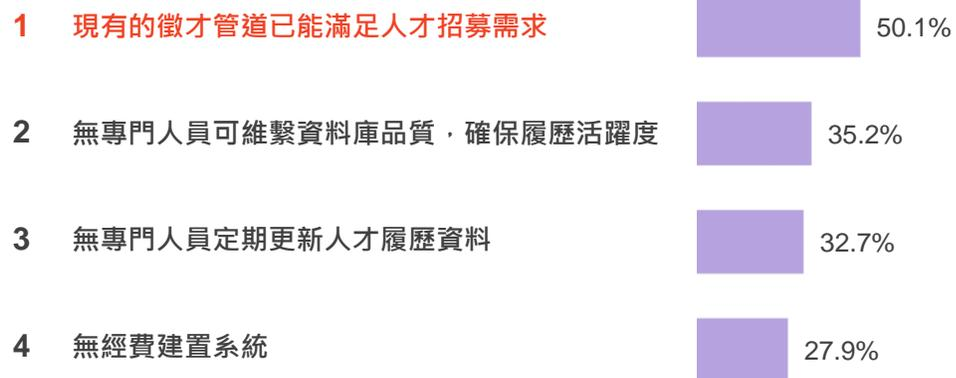 1 現有的徵才管道已能滿足人才招募需求 50.1%
2 無專門人員可維繫資料庫品質，確保履歷活躍度 35.2%
3 無專門人員定期更新人才履歷資料 32.7%
4 無經費建置系統 27.9%